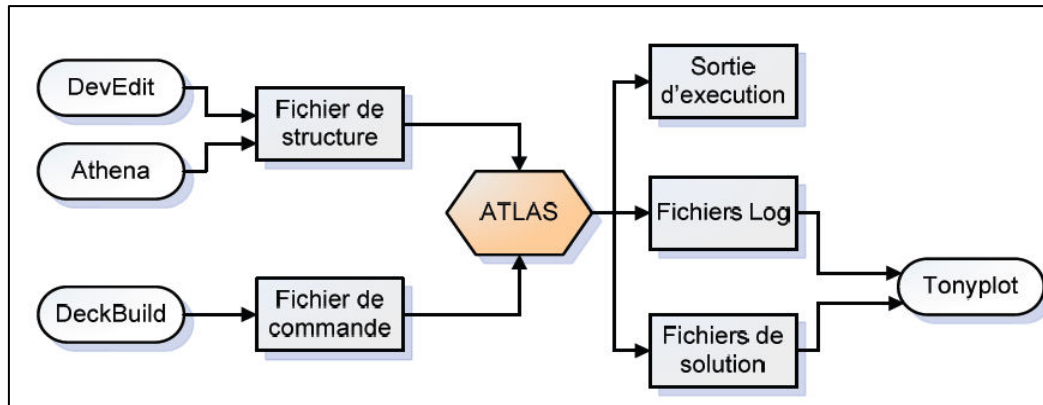 DevEdit
Athena
DeckBuild
Fichier de
structure
Fichier de
commande
ATLAS
Sortie
d'execution
Fichiers Log
Fichiers de
solution
Tonyplot